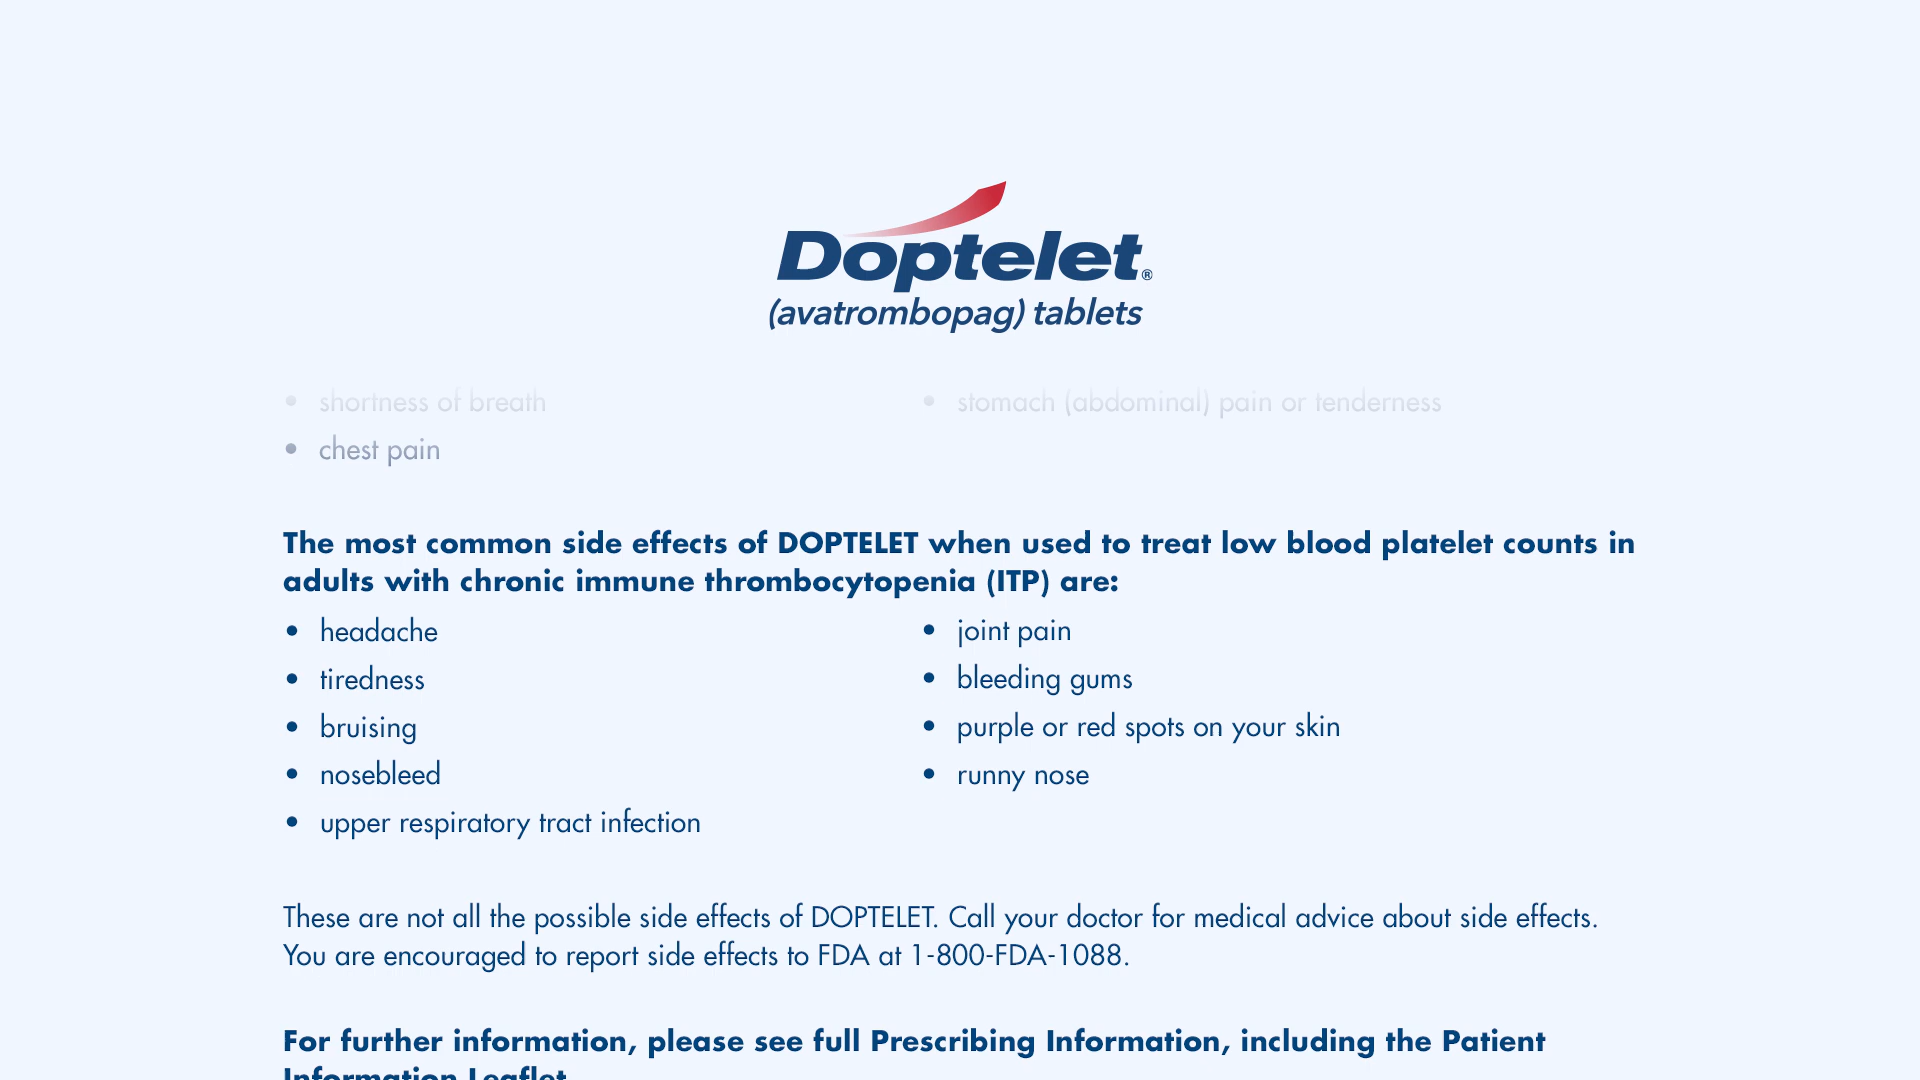 Doptelet®
(avatrombopag) tablets
• shortness of breath
• stomach (abdominal) pain or tenderness
• chest pain
The most common side effects of DOPTELET when used to treat low blood platelet counts in
adults with chronic immune thrombocytopenia (ITP) are:
• headache
• tiredness
• bruising
• nosebleed
• upper respiratory tract infection
• joint pain
• bleeding gums
• purple or red spots on your skin
• runny nose
These are not all the possible side effects of DOPTELET. Call your doctor for medical advice about side effects.
You are encouraged to report side effects to FDA at 1-800-FDA-1088.
For further information, please see full Prescribing Information, including the Patient
Information Leaflet